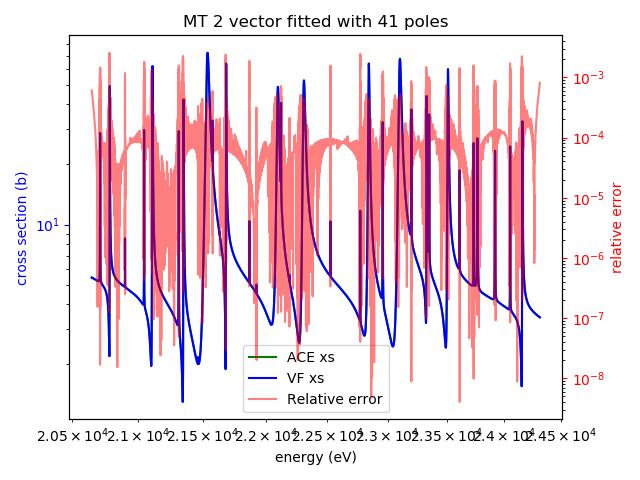 MT 2 vector fitted with 41 poles
cross section (b)
10¹
10⁻³
10⁻⁴
10⁻⁵
10⁻⁶
10⁻⁷
10⁻⁸
relative error
ACE xs
VF xs
Relative error
2.05×10⁴ 2.1×10⁴ 2.15×10⁴ 2.2×10⁴ 2.25×10⁴ 2.3×10⁴ 2.35×10⁴ 2.4×10⁴ 2.45×10⁴
energy (eV)